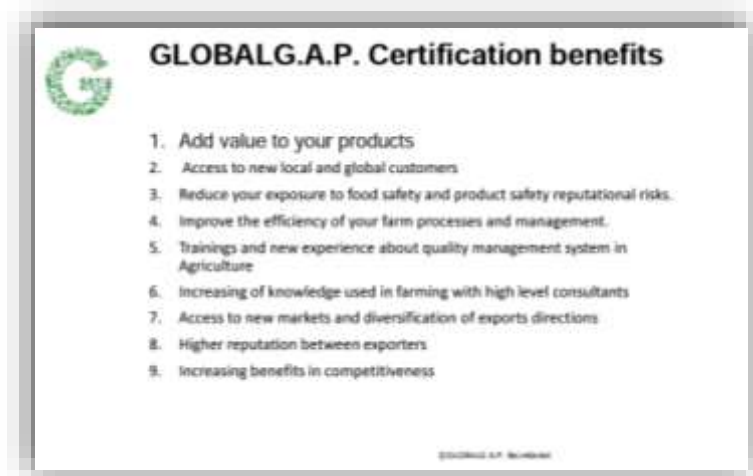 GLOBALG.A.P. Certification benefits
1. Add value to your products
2. Access to new local and global customers
3. Reduce your exposure to food safety and product safety reputational risks.
4. Improve the efficiency of your farm processes and management.
5. Trainings and new experience about quality management system in
Agriculture
6. Increasing of knowledge used in farming with high level consultants
7. Access to new markets and diversification of exports directions
8. Higher reputation between exporters
9. Increasing benefits in competitiveness
©GLOBALG.A.P. Secretariat